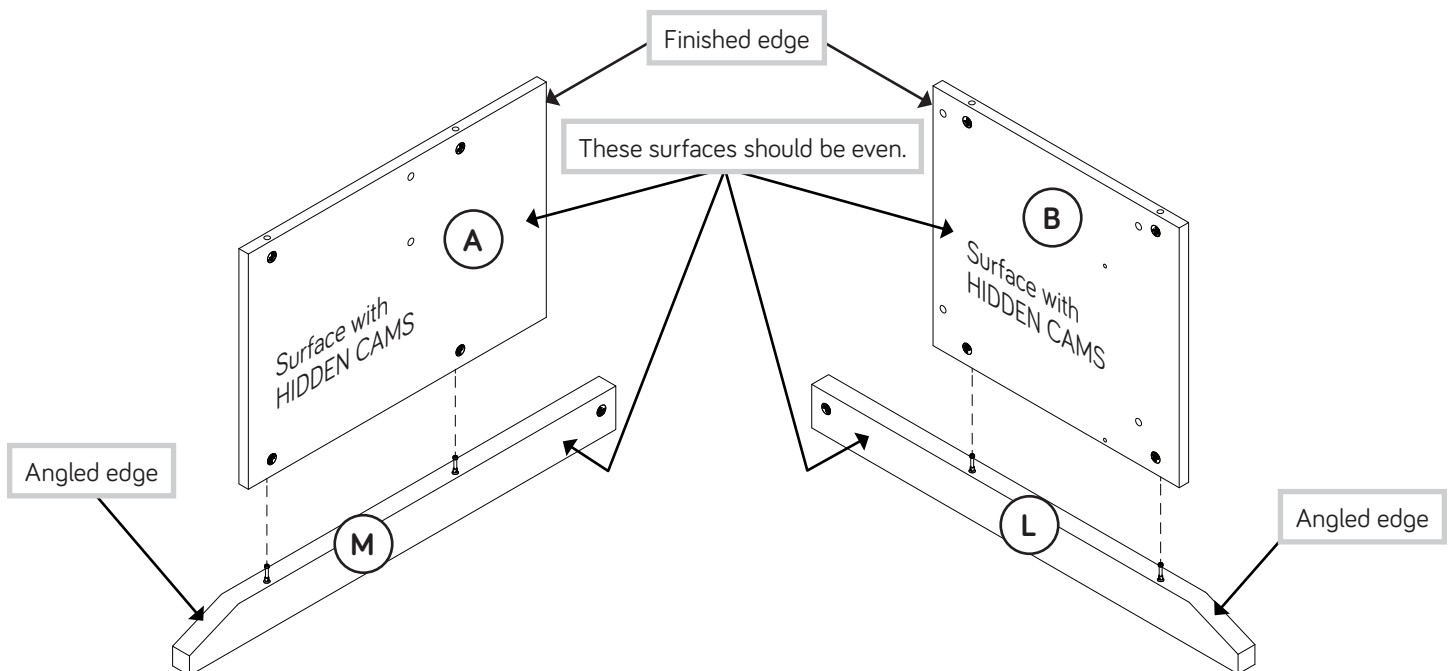 Finished edge
These surfaces should be even.
A
B
Surface with
HIDDEN CAMS
Surface with
HIDDEN CAMS
Angled edge
M
L
Angled edge